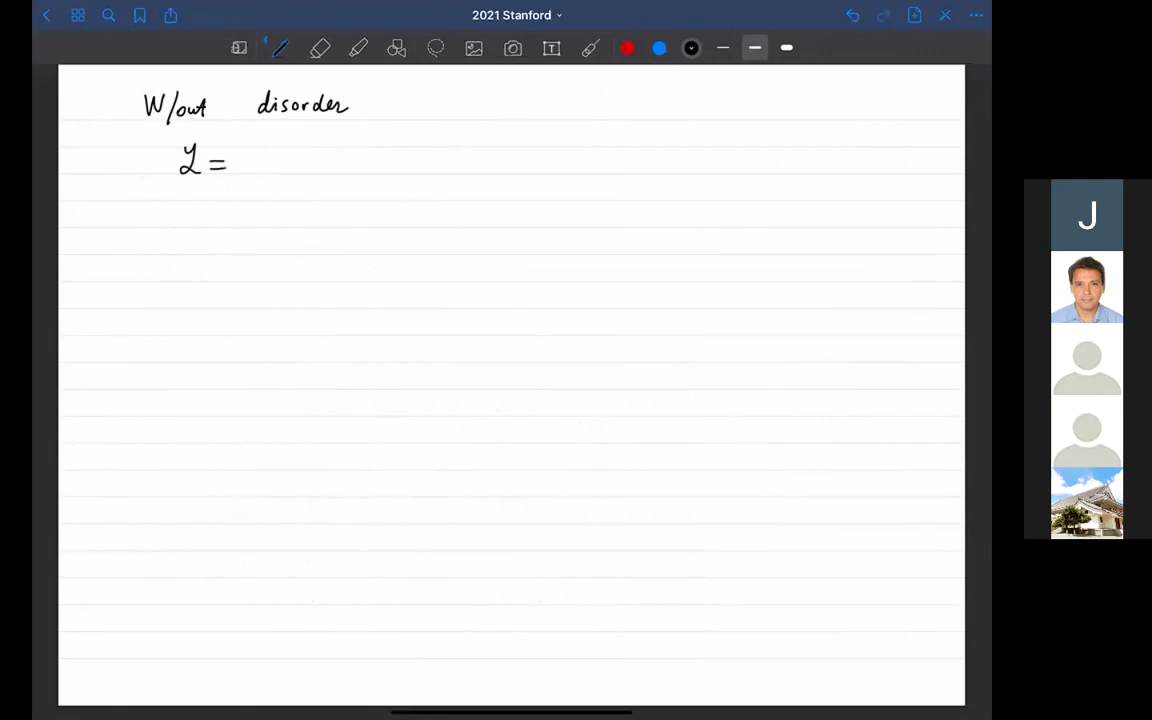 2021 Stanford
W/out disorder
ℒ =
J